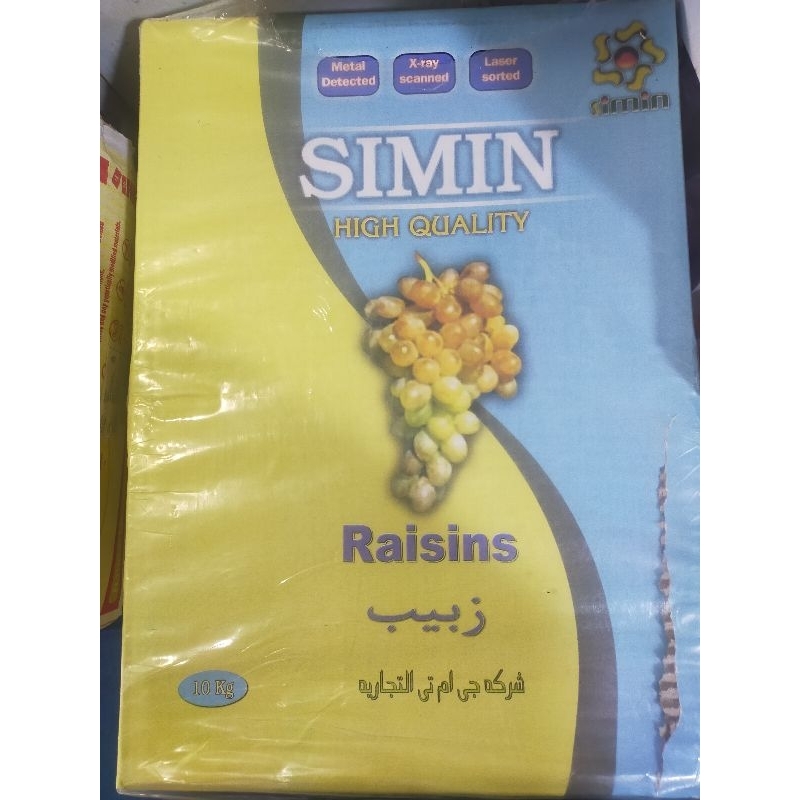 Metal
Detected
X-ray
scanned
Laser
sorted
simin
SIMIN
HIGH QUALITY
Raisins
زبيب
شركه جى ام تى التجاريه
10 Kg